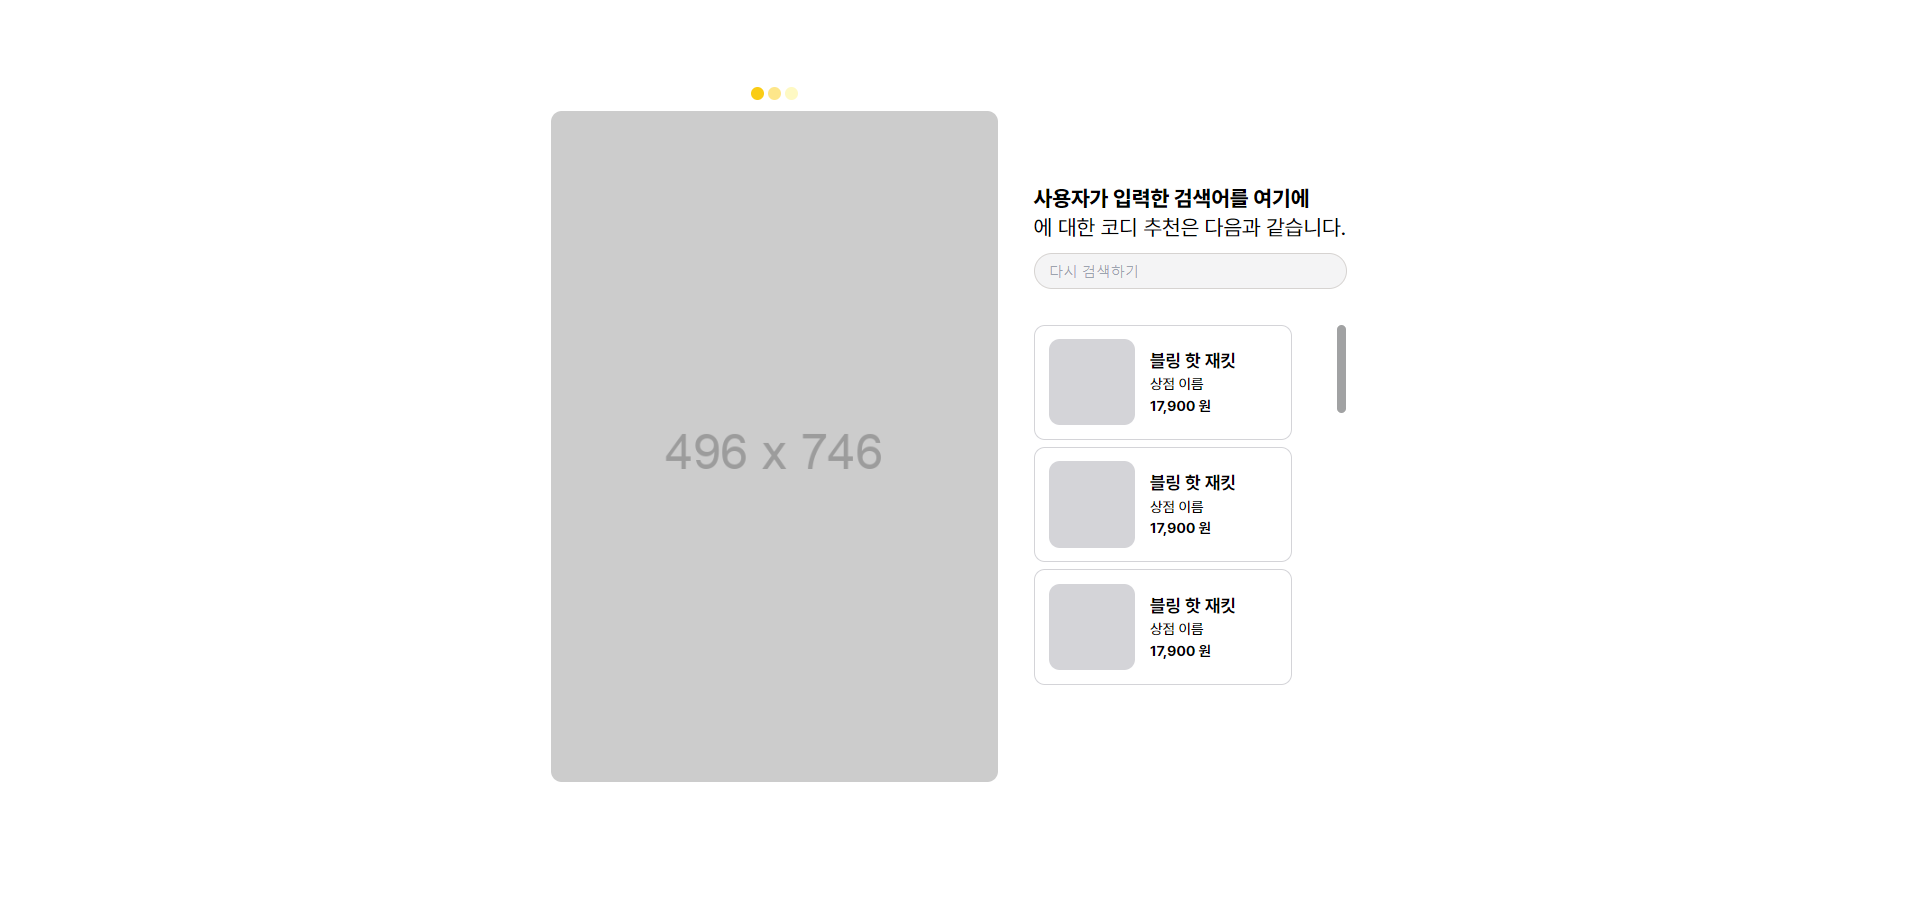 496 x 746
사용자가 입력한 검색어를 여기에
에 대한 코디 추천은 다음과 같습니다.
다시 검색하기
블링 핫 재킷
상점 이름
17,900 원
블링 핫 재킷
상점 이름
17,900 원
블링 핫 재킷
상점 이름
17,900 원